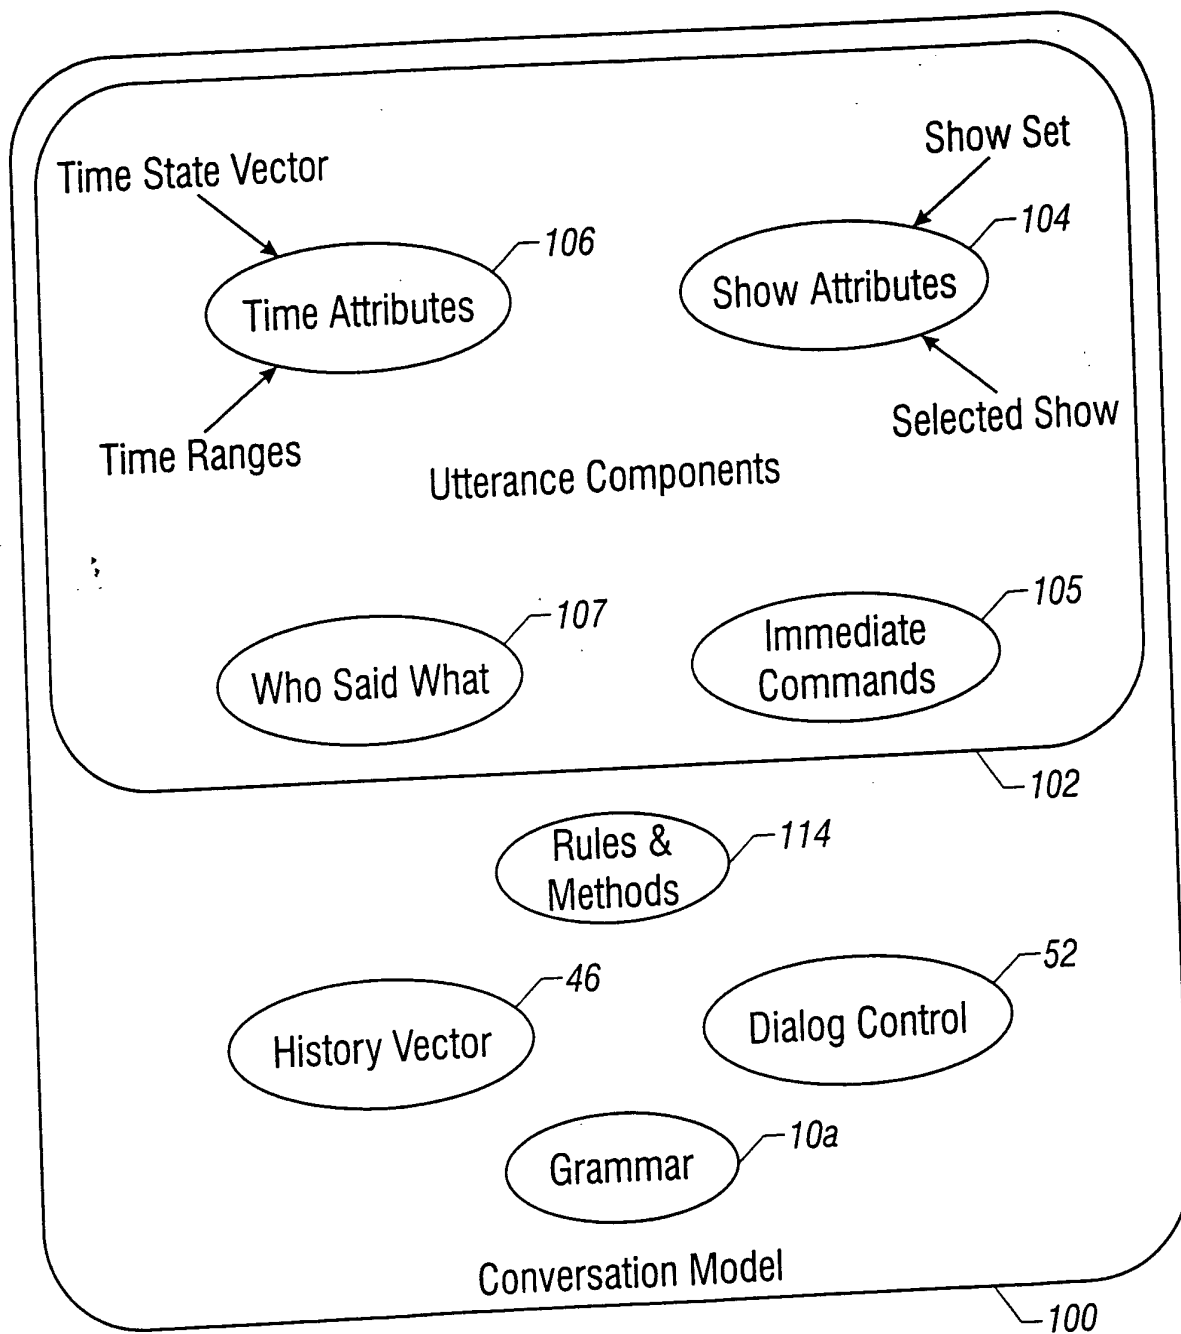 Show Set
Time State Vector
104
106
Show Attributes
Time Attributes
Selected Show
Time Ranges
Utterance Components
105
107
Immediate
Commands
Who Said What
102
Rules &
Methods
114
52
46
Dialog Control
History Vector
10a
Grammar
Conversation Model
100